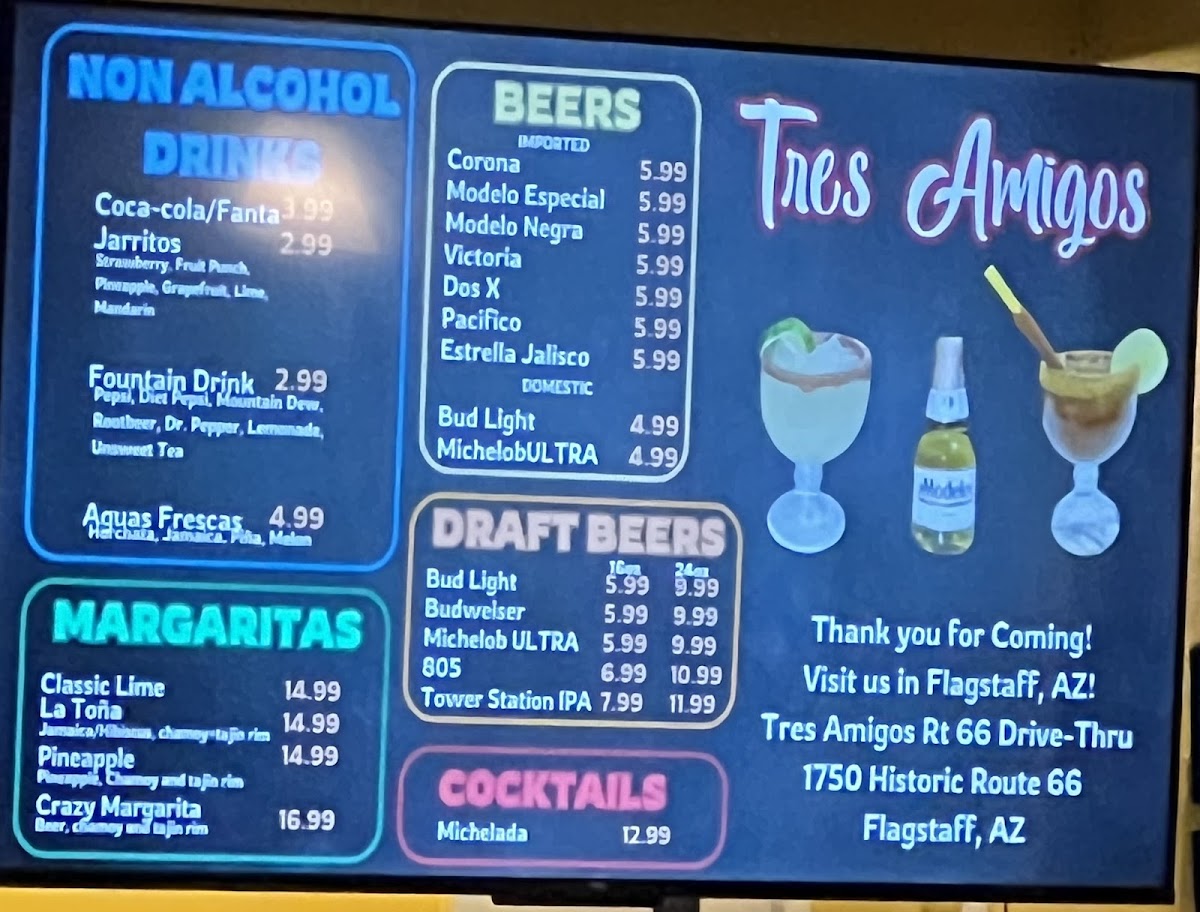 NON ALCOHOL
DRINKS
Coca-cola/Fanta 3.99
Jarritos 2.99
Strawberry, Fruit Punch,
Pineapple, Grapefruit, Lime,
Mandarin
Fountain Drink 2.99
Pepsi, Diet Pepsi, Mountain Dew,
Rootbeer, Dr. Pepper, Lemonade,
Unsweet Tea
Aguas Frescas 4.99
Horchata, Jamaica, Piña, Melon
MARGARITAS
Classic Lime 14.99
La Toña 14.99
Jamaica/Hibiscus, chamoy-tajin rim
Pineapple 14.99
Pineapple, Chamoy and tajin rim
Crazy Margarita 16.99
Beer, chamoy and tajin rim
BEERS
IMPORTED
Corona 5.99
Modelo Especial 5.99
Modelo Negra 5.99
Victoria 5.99
Dos X 5.99
Pacifico 5.99
Estrella Jalisco 5.99
DOMESTIC
Bud Light 4.99
MichelobULTRA 4.99
DRAFT BEERS
16oz 24oz
Bud Light 5.99 9.99
Budweiser 5.99 9.99
Michelob ULTRA 5.99 9.99
805 6.99 10.99
Tower Station IPA 7.99 11.99
COCKTAILS
Michelada 12.99
Tres Amigos
Modelo
Thank you for Coming!
Visit us in Flagstaff, AZ!
Tres Amigos Rt 66 Drive-Thru
1750 Historic Route 66
Flagstaff, AZ